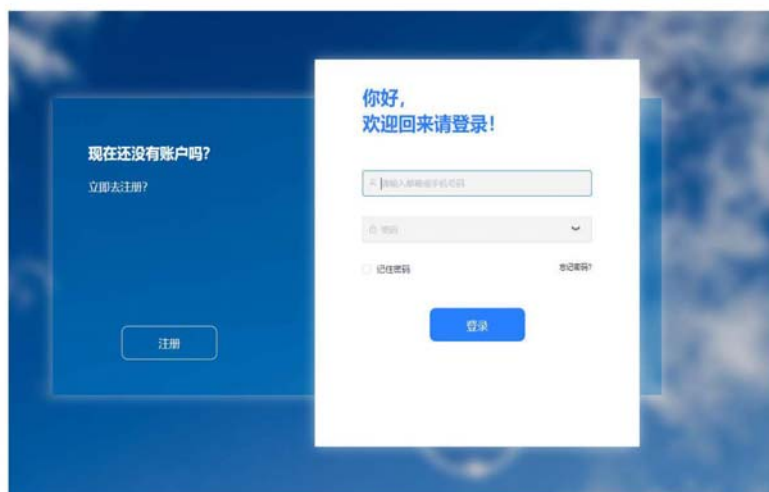 现在还没有账户吗?
立即去注册?
注册
你好,
欢迎回来请登录!
请输入邮箱或手机号码
密码
记住密码
忘记密码?
登录